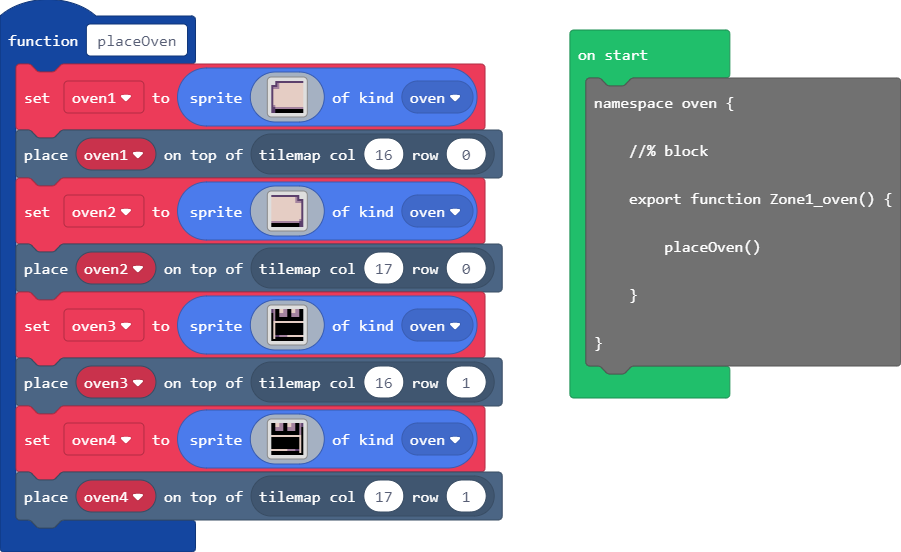 function placeOven
set oven1 to sprite of kind oven
place oven1 on top of tilemap col 16 row 0
set oven2 to sprite of kind oven
place oven2 on top of tilemap col 17 row 0
set oven3 to sprite of kind oven
place oven3 on top of tilemap col 16 row 1
set oven4 to sprite of kind oven
place oven4 on top of tilemap col 17 row 1
on start
namespace oven {
//% block
export function Zone1_oven() {
placeOven()
}
}